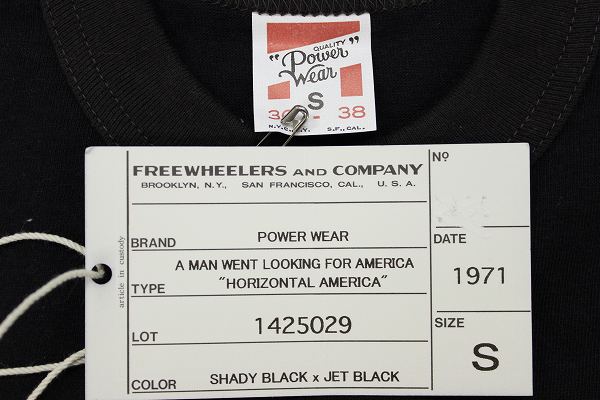 QUALITY
"Power
Wear"
S
36 - 38
N.Y.C., N.Y. S.F., CAL.
FREEWHEELERS AND COMPANY
BROOKLYN, N.Y., SAN FRANCISCO, CAL., U. S. A.
Nº
BRAND POWER WEAR
DATE 1971
TYPE A MAN WENT LOOKING FOR AMERICA
"HORIZONTAL AMERICA"
LOT 1425029
SIZE S
COLOR SHADY BLACK x JET BLACK
article in custody